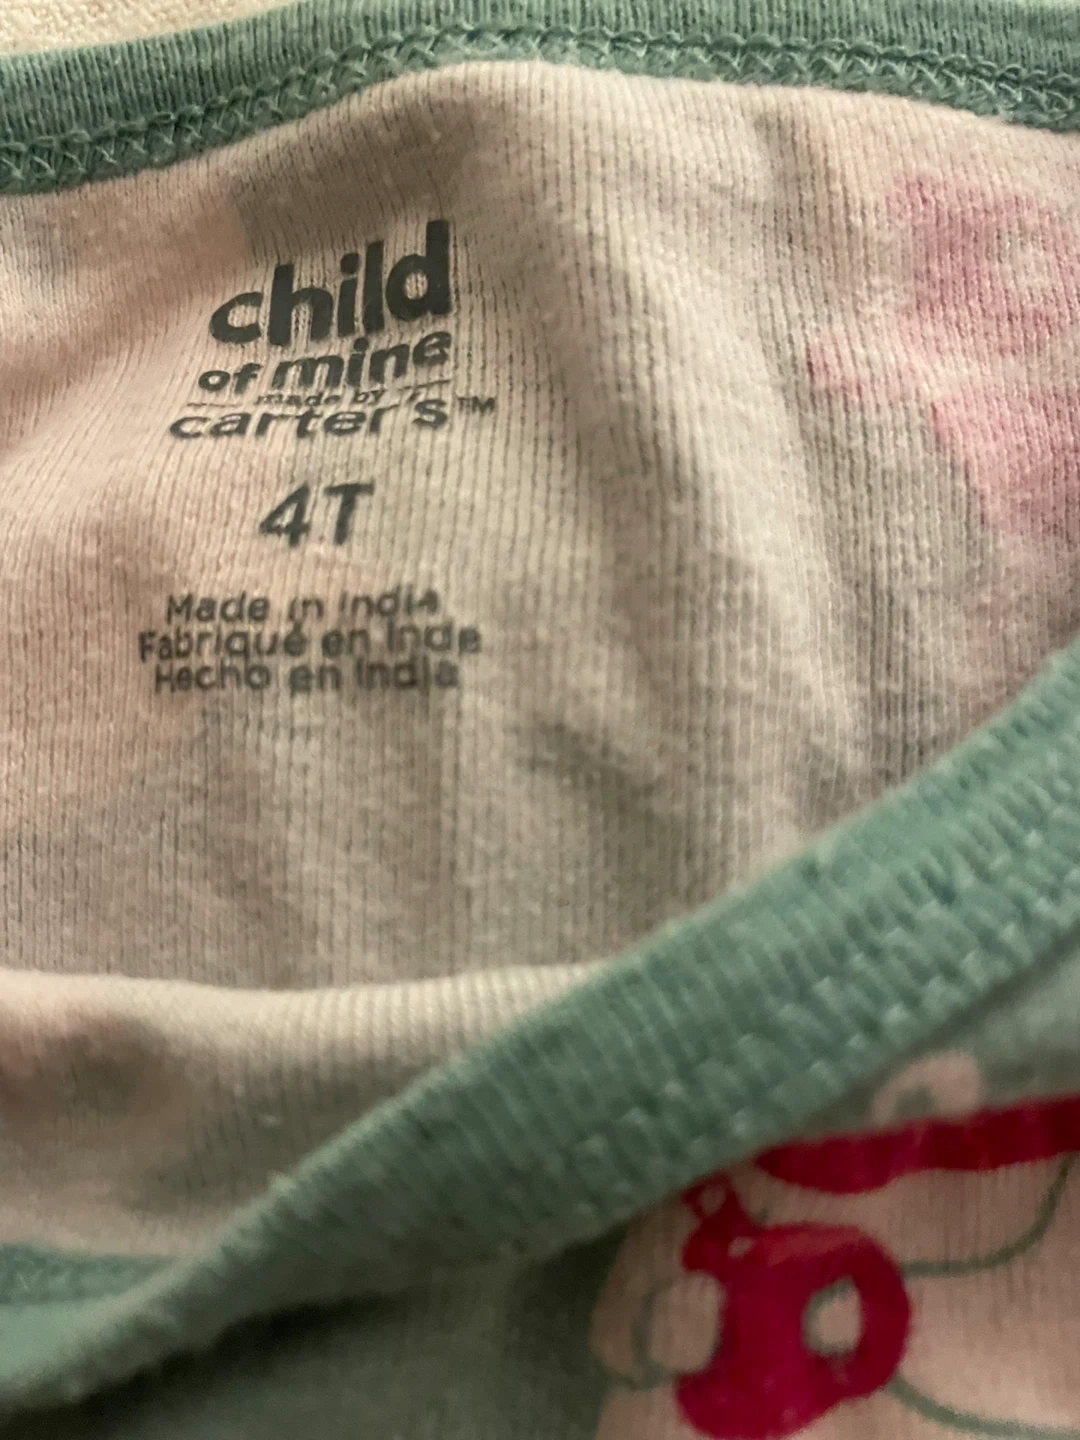 child
of mine
made by
carter's™
4T
Made in India
Fabriqué en Inde
Hecho en India